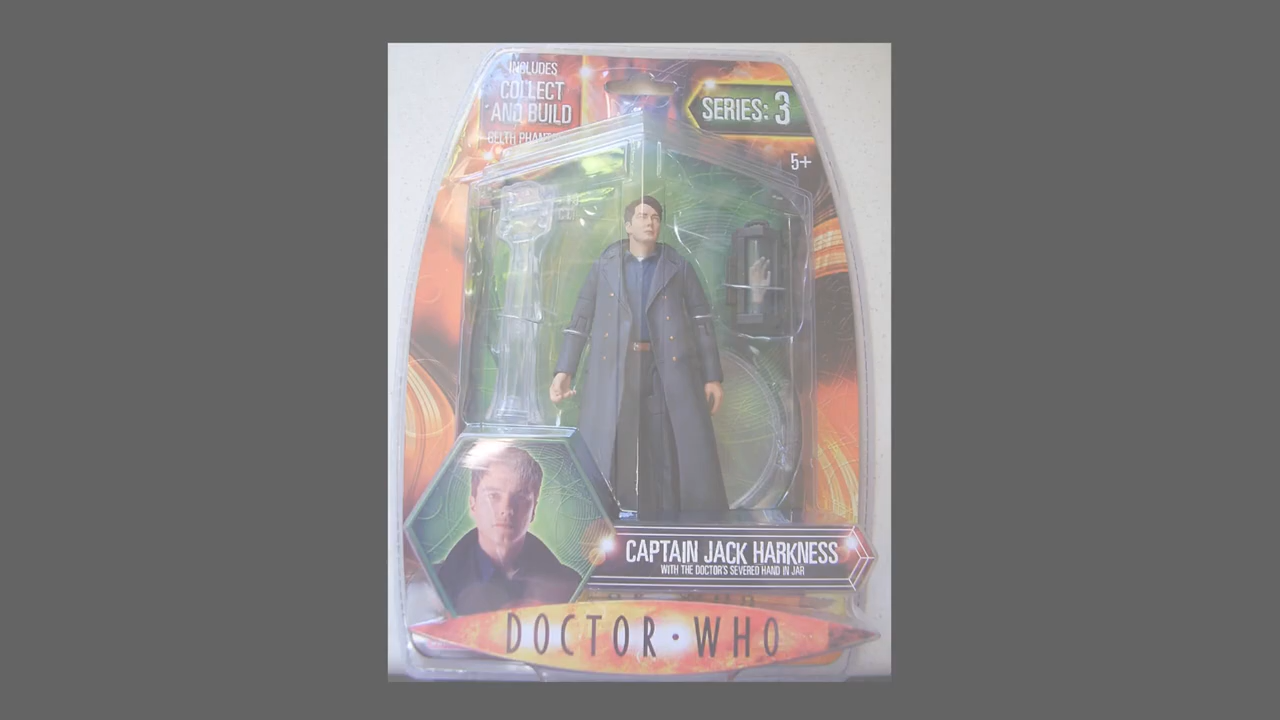 INCLUDES
COLLECT
AND BUILD
SERIES: 3
5+
CAPTAIN JACK HARKNESS
WITH THE DOCTOR'S SEVERED HAND IN JAR
DOCTOR • WHO